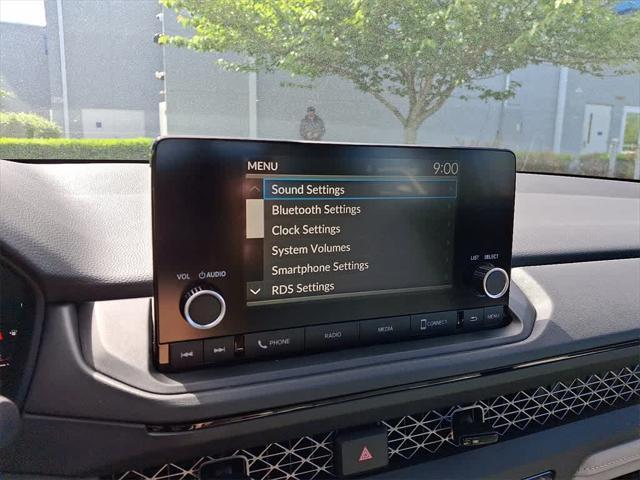 MENU 9:00
Sound Settings
Bluetooth Settings
Clock Settings
System Volumes
Smartphone Settings
RDS Settings
VOL AUDIO
LIST SELECT
PHONE RADIO MEDIA CONNECT MENU